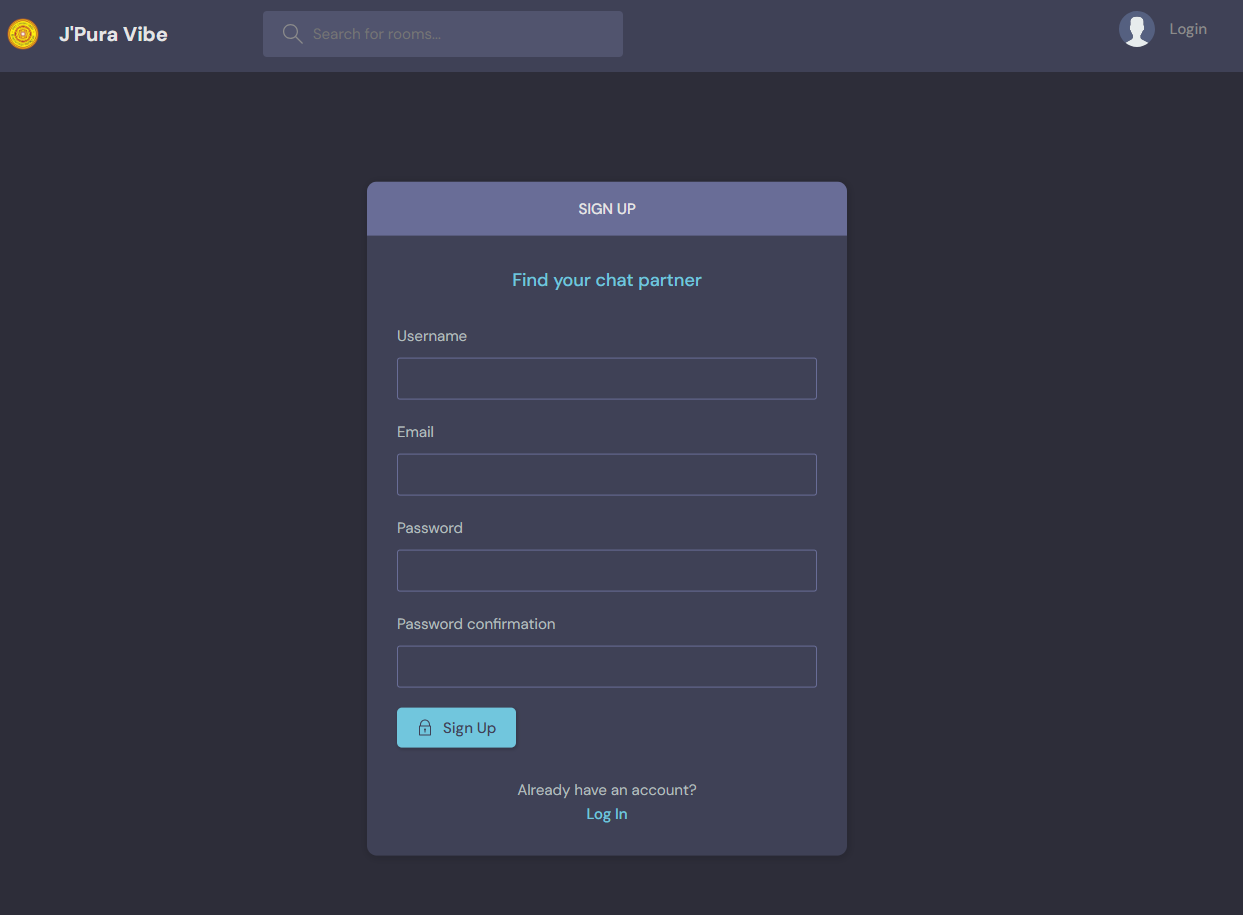 J'Pura Vibe
Search for rooms...
Login
SIGN UP
Find your chat partner
Username
Email
Password
Password confirmation
Sign Up
Already have an account?
Log In